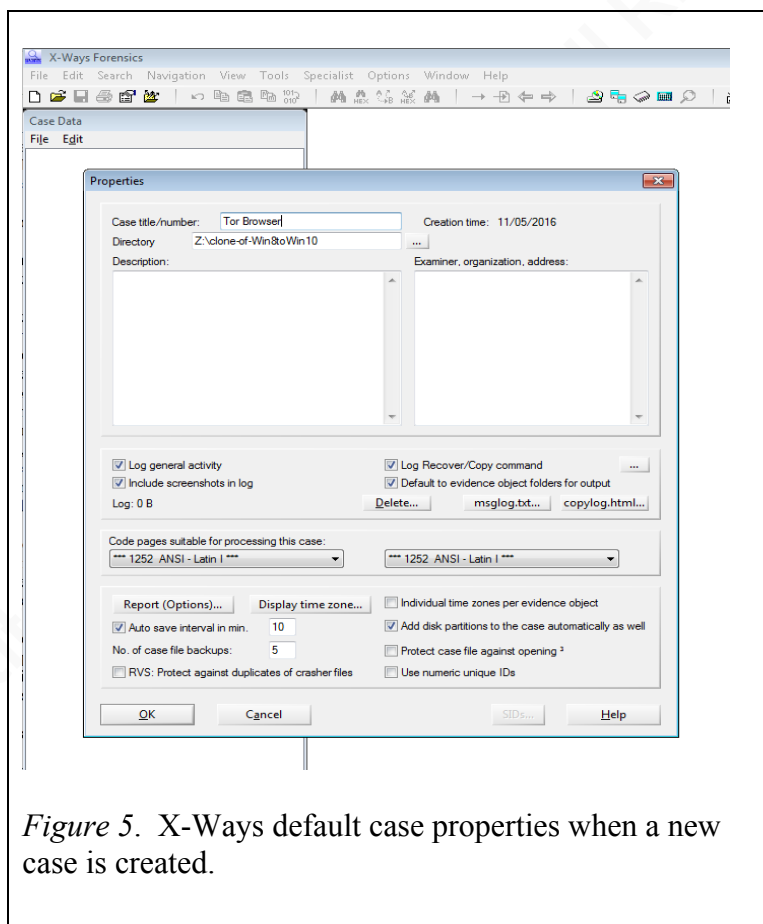 X-Ways Forensics
File Edit Search Navigation View Tools Specialist Options Window Help
Case Data
File Edit
Properties
Case title/number: Tor Browser Creation time: 11/05/2016
Directory Z:\clone-of-Win8toWin10 ...
Description: Examiner, organization, address:
Log general activity Log Recover/Copy command ...
Include screenshots in log Default to evidence object folders for output
Log: 0 B Delete... msglog.txt... copylog.html...
Code pages suitable for processing this case:
*** 1252 ANSI - Latin I *** *** 1252 ANSI - Latin I ***
Report (Options)... Display time zone... Individual time zones per evidence object
Auto save interval in min. 10 Add disk partitions to the case automatically as well
No. of case file backups: 5 Protect case file against opening ³
RVS: Protect against duplicates of crasher files Use numeric unique IDs
OK Cancel SIDs... Help
Figure 5. X-Ways default case properties when a new
case is created.